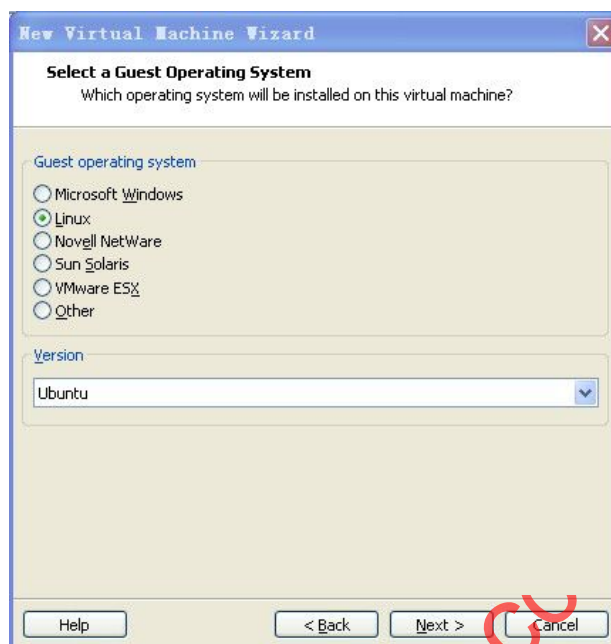 New Virtual Machine Wizard
Select a Guest Operating System
Which operating system will be installed on this virtual machine?
Guest operating system
Microsoft Windows
Linux
Novell NetWare
Sun Solaris
VMware ESX
Other
Version
Ubuntu
Help
< Back
Next >
Cancel